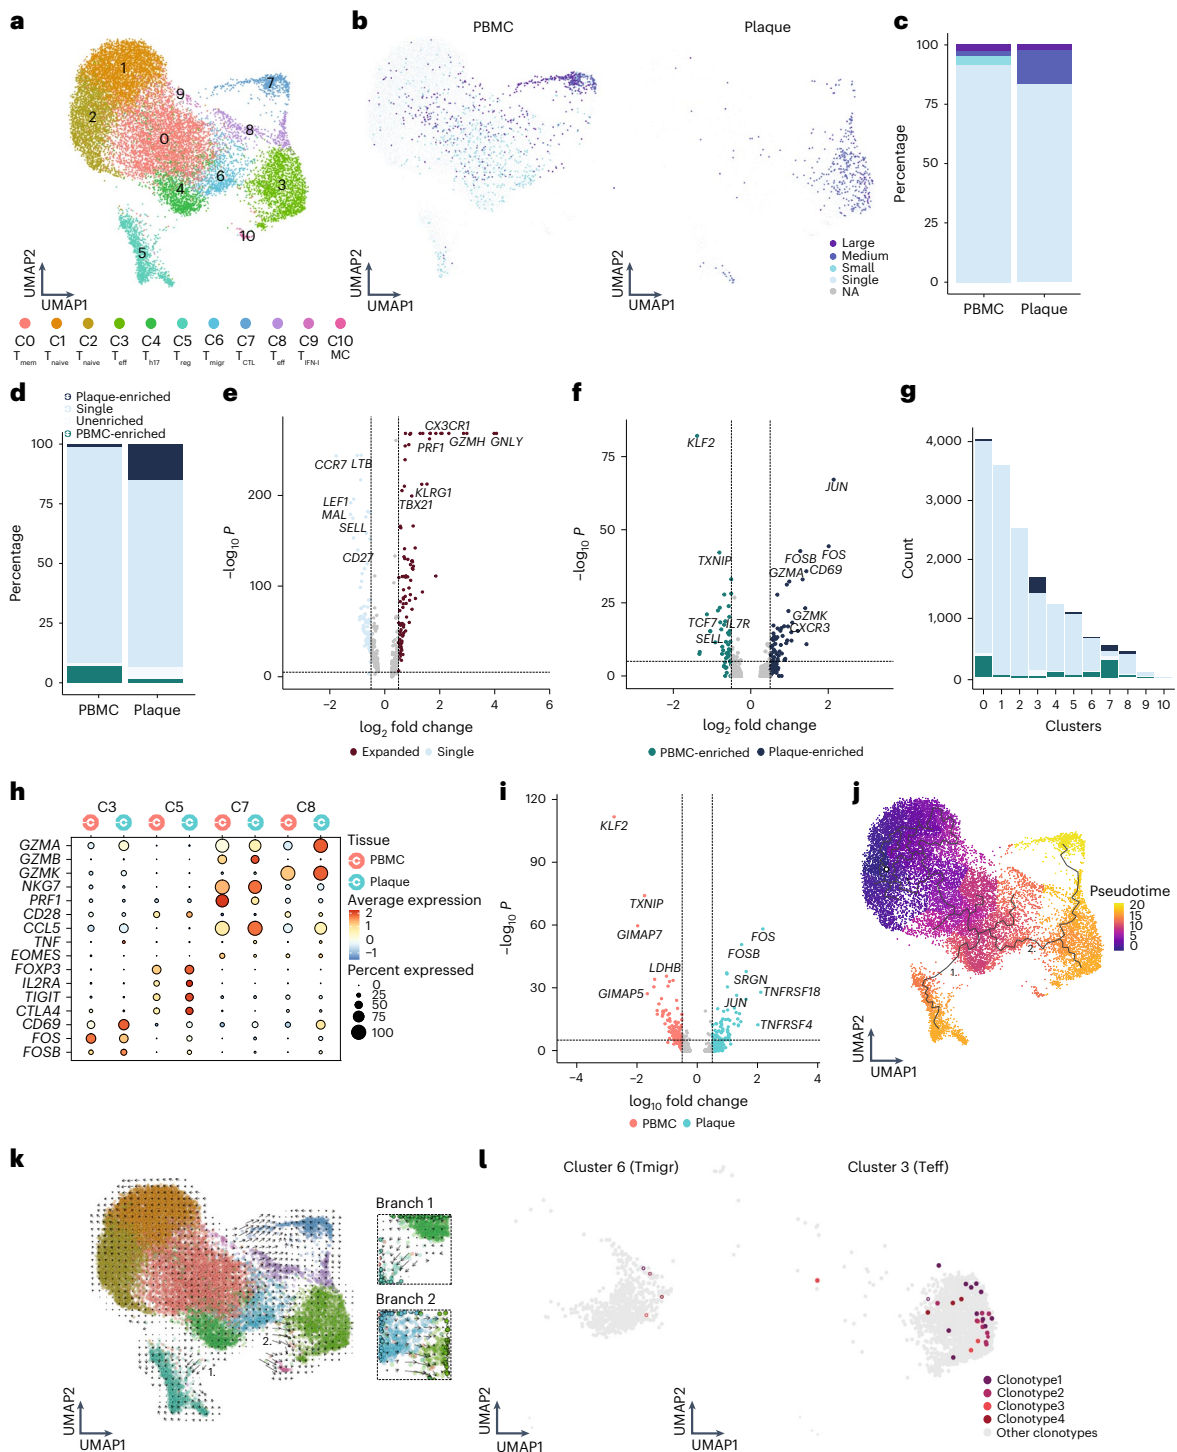 a
1
2
9
7
0
8
6
4
3
5
10
UMAP2
UMAP1
C0 C1 C2 C3 C4 C5 C6 C7 C8 C9 C10
Tmem Tnaive Tnaive Teff Th17 Treg Tmigr TCTL Teff TIFN-I MC
b
PBMC Plaque
UMAP2
UMAP1
UMAP2
UMAP1
Large
Medium
Small
Single
NA
c
Percentage
100
75
50
25
0
PBMC Plaque
d
Plaque-enriched
Single
Unenriched
PBMC-enriched
Percentage
100
75
50
25
0
PBMC Plaque
e
−log10 P
200
100
0
CX3CR1
GZMH GNLY
PRF1
CCR7 LTB
KLRG1
TBX21
LEF1
MAL
SELL
CD27
−2 0 2 4 6
log2 fold change
Expanded Single
f
−log10 P
75
50
25
0
KLF2
JUN
TXNIP
FOSB FOS
GZMA CD69
GZMK
CXCR3
TCF7 IL7R
SELL
−2 0 2
log2 fold change
PBMC-enriched Plaque-enriched
g
Count
4,000
3,000
2,000
1,000
0
0 1 2 3 4 5 6 7 8 9 10
Clusters
h
C3 C5 C7 C8
GZMA
GZMB
GZMK
NKG7
PRF1
CD28
CCL5
TNF
EOMES
FOXP3
IL2RA
TIGIT
CTLA4
CD69
FOS
FOSB
Tissue
PBMC
Plaque
Average expression
2
1
0
−1
Percent expressed
0
25
50
75
100
i
−log10 P
120
90
60
30
0
KLF2
TXNIP
GIMAP7
LDHB
GIMAP5
FOS
FOSB
SRGN
TNFRSF18
JUN
TNFRSF4
−4 −2 0 2 4
log10 fold change
PBMC Plaque
j
1.
2.
Pseudotime
20
15
10
5
0
UMAP2
UMAP1
k
1.
2.
Branch 1
Branch 2
UMAP2
UMAP1
l
Cluster 6 (Tmigr) Cluster 3 (Teff)
UMAP2
UMAP1
UMAP2
UMAP1
Clonotype1
Clonotype2
Clonotype3
Clonotype4
Other clonotypes